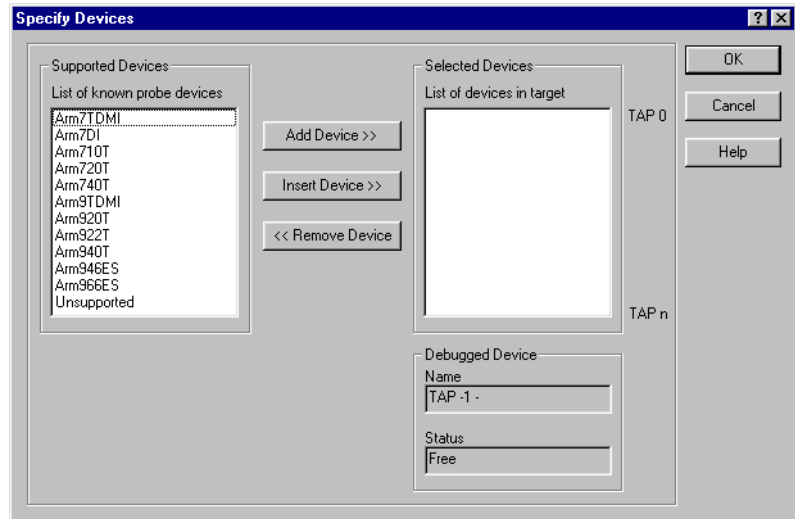 Specify Devices
Supported Devices
List of known probe devices
Arm7TDMI
Arm7DI
Arm710T
Arm720T
Arm740T
Arm9TDMI
Arm920T
Arm922T
Arm940T
Arm946ES
Arm966ES
Unsupported
Add Device >>
Insert Device >>
<< Remove Device
Selected Devices
List of devices in target
TAP 0
TAP n
Debugged Device
Name
TAP -1 -
Status
Free
OK
Cancel
Help